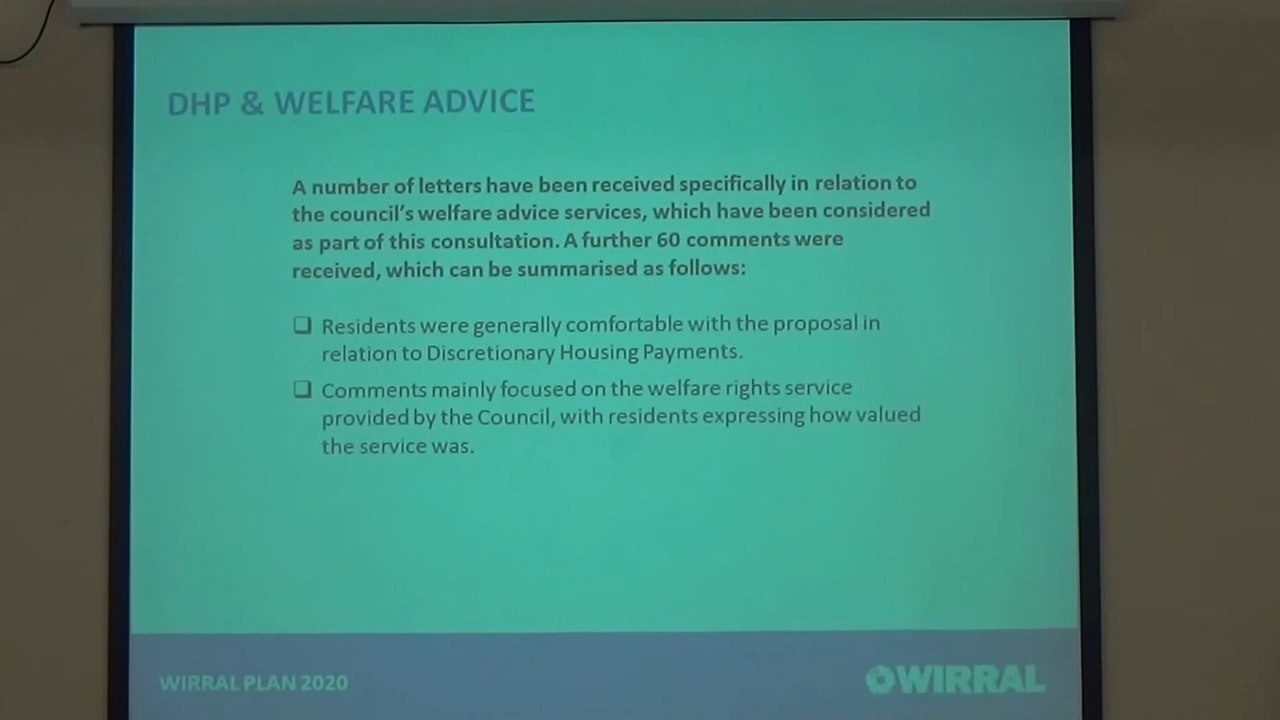 DHP & WELFARE ADVICE
A number of letters have been received specifically in relation to
the council's welfare advice services, which have been considered
as part of this consultation. A further 60 comments were
received, which can be summarised as follows:
❑ Residents were generally comfortable with the proposal in
relation to Discretionary Housing Payments.
❑ Comments mainly focused on the welfare rights service
provided by the Council, with residents expressing how valued
the service was.
WIRRAL PLAN 2020
WIRRAL